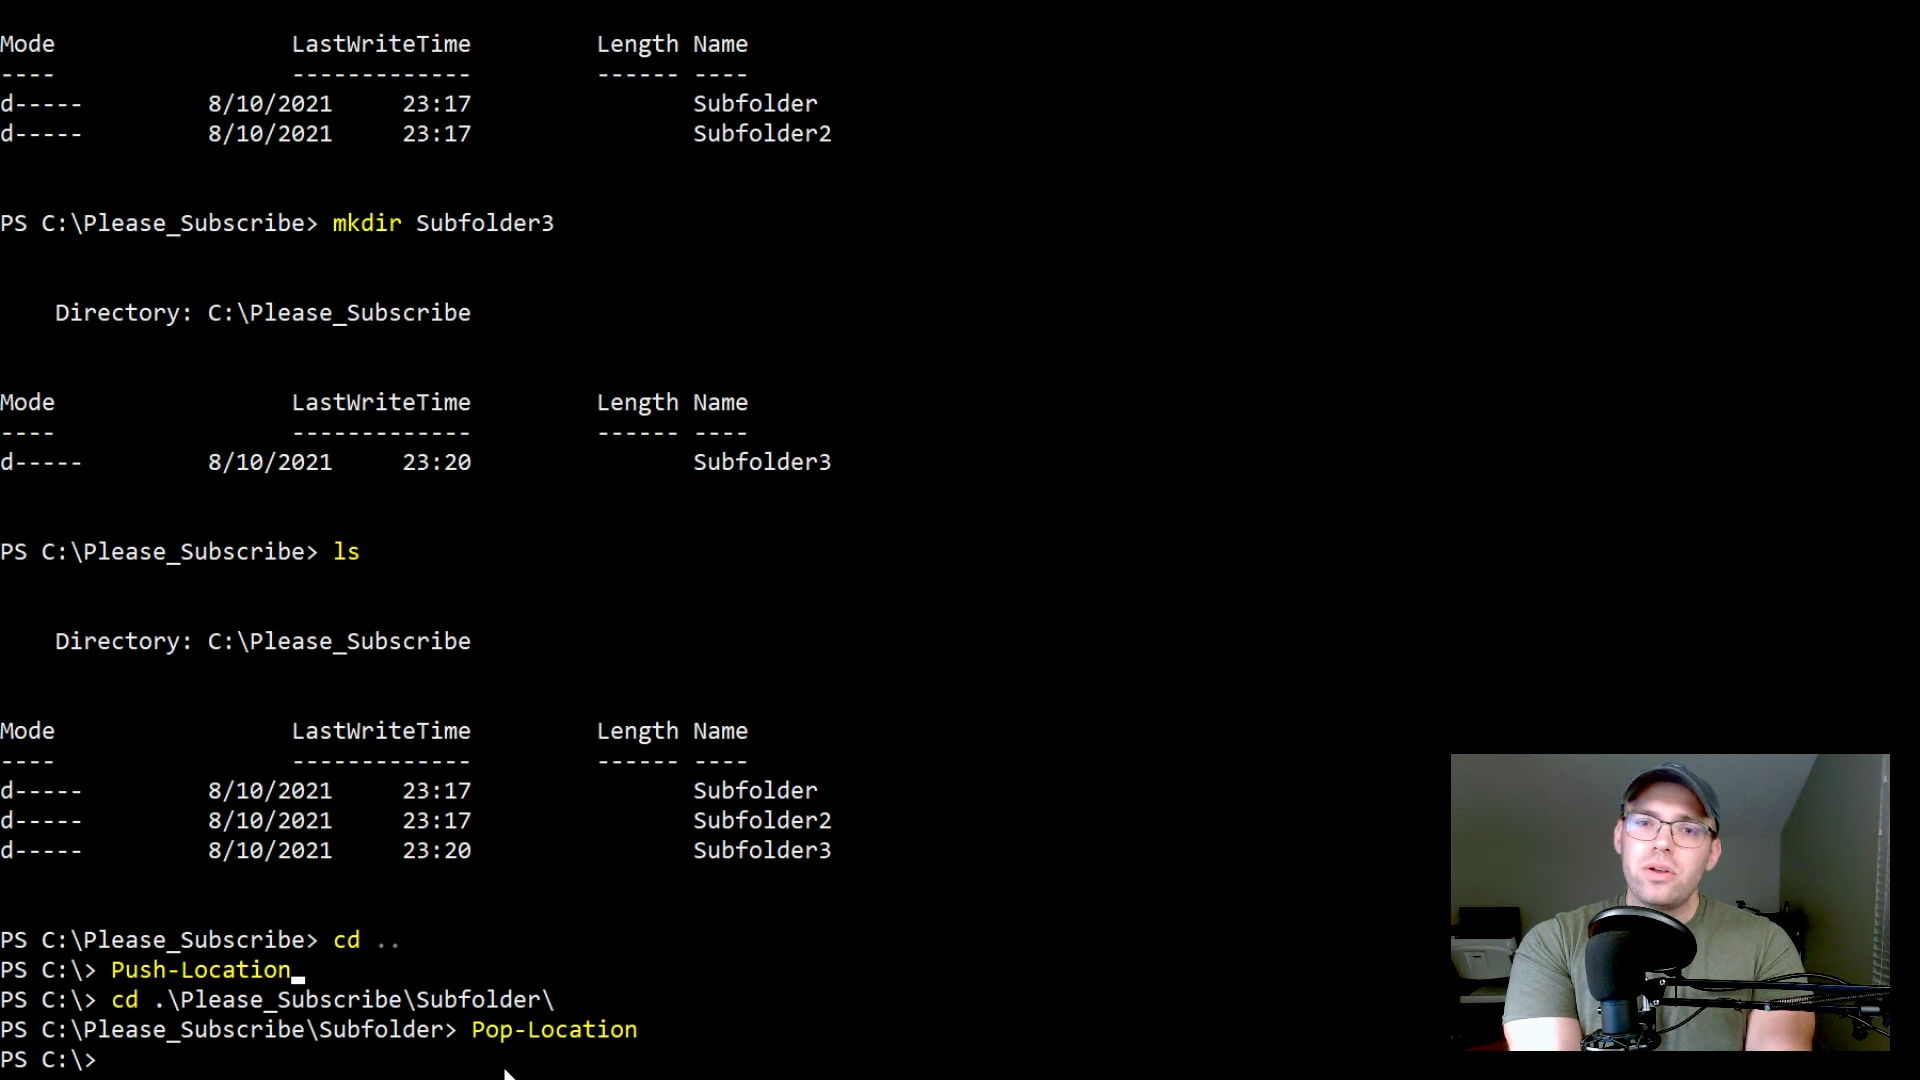 Mode                 LastWriteTime         Length Name
----                 -------------         ------ ----
d-----         8/10/2021     23:17                Subfolder
d-----         8/10/2021     23:17                Subfolder2
PS C:\Please_Subscribe> mkdir Subfolder3
    Directory: C:\Please_Subscribe
Mode                 LastWriteTime         Length Name
----                 -------------         ------ ----
d-----         8/10/2021     23:20                Subfolder3
PS C:\Please_Subscribe> ls
    Directory: C:\Please_Subscribe
Mode                 LastWriteTime         Length Name
----                 -------------         ------ ----
d-----         8/10/2021     23:17                Subfolder
d-----         8/10/2021     23:17                Subfolder2
d-----         8/10/2021     23:20                Subfolder3
PS C:\Please_Subscribe> cd ..
PS C:\> Push-Location
PS C:\> cd .\Please_Subscribe\Subfolder\
PS C:\Please_Subscribe\Subfolder> Pop-Location
PS C:\>